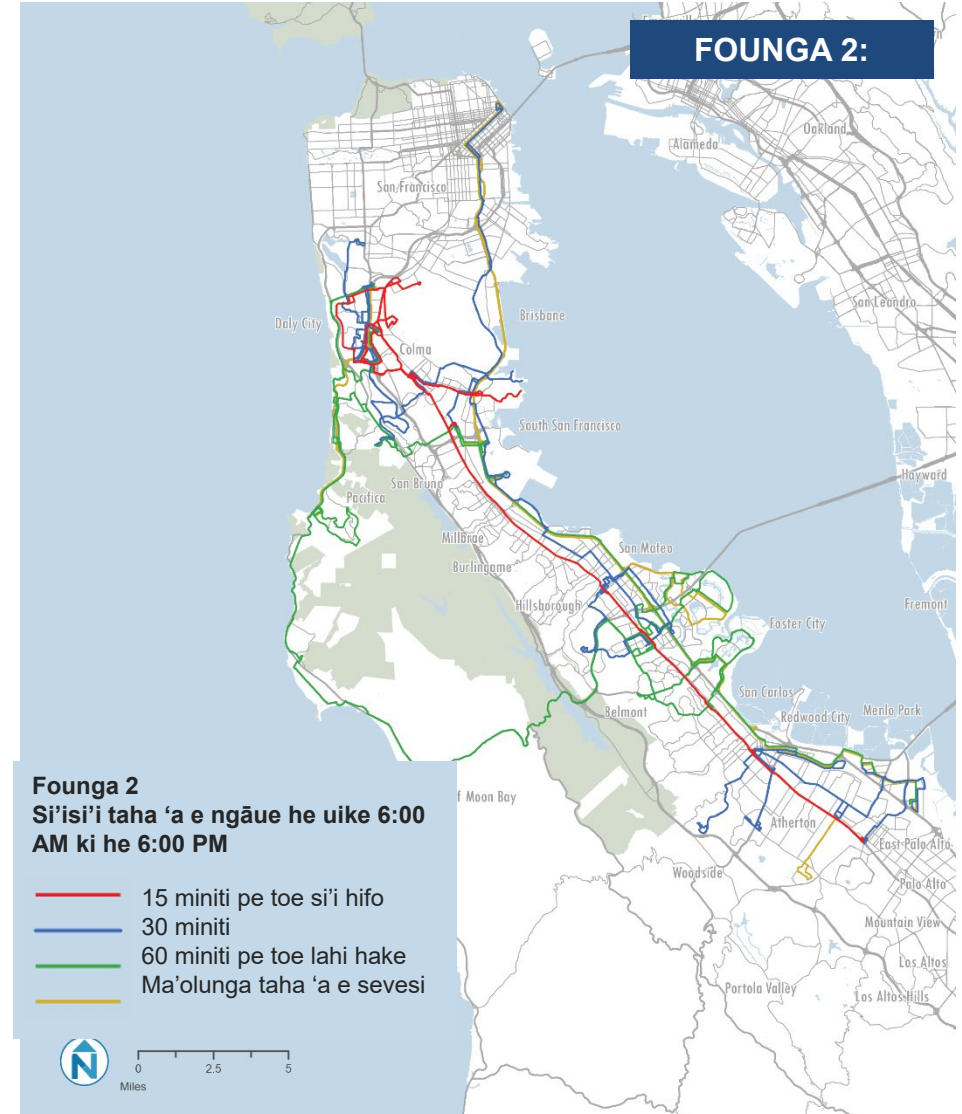 FOUNGA 2:
Oakland
Alameda
San Francisco
San Leandro
Daly City
Brisbane
Colma
South San Francisco
Hayward
San Bruno
Pacifica
Millbrae
San Mateo
Burlingame
Hillsborough
Fremont
Foster City
San Carlos
Belmont
Redwood City
Menlo Park
Founga 2
Si’isi’i taha ‘a e ngāue he uike 6:00
AM ki he 6:00 PM
f Moon Bay
Atherton
East Palo Alto
Woodside
Palo Alto
15 miniti pe toe si’i hifo
30 miniti
60 miniti pe toe lahi hake
Ma’olunga taha ‘a e sevesi
Mountain View
Los Altos
Portola Valley
Los Altos Hills
N
0 2.5 5
Miles